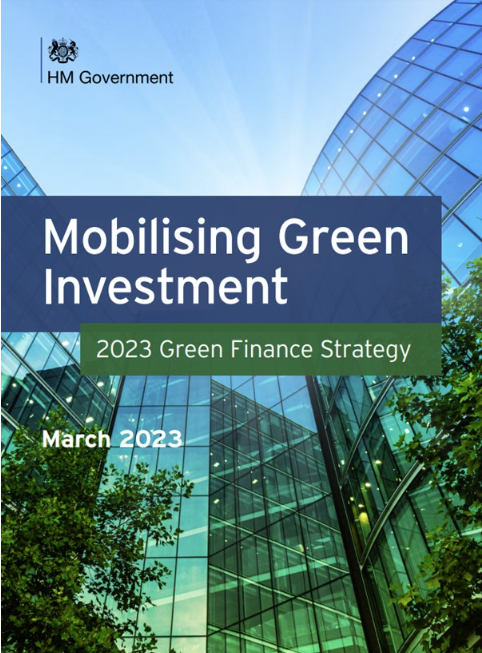 HM Government
Mobilising Green
Investment
2023 Green Finance Strategy
March 2023